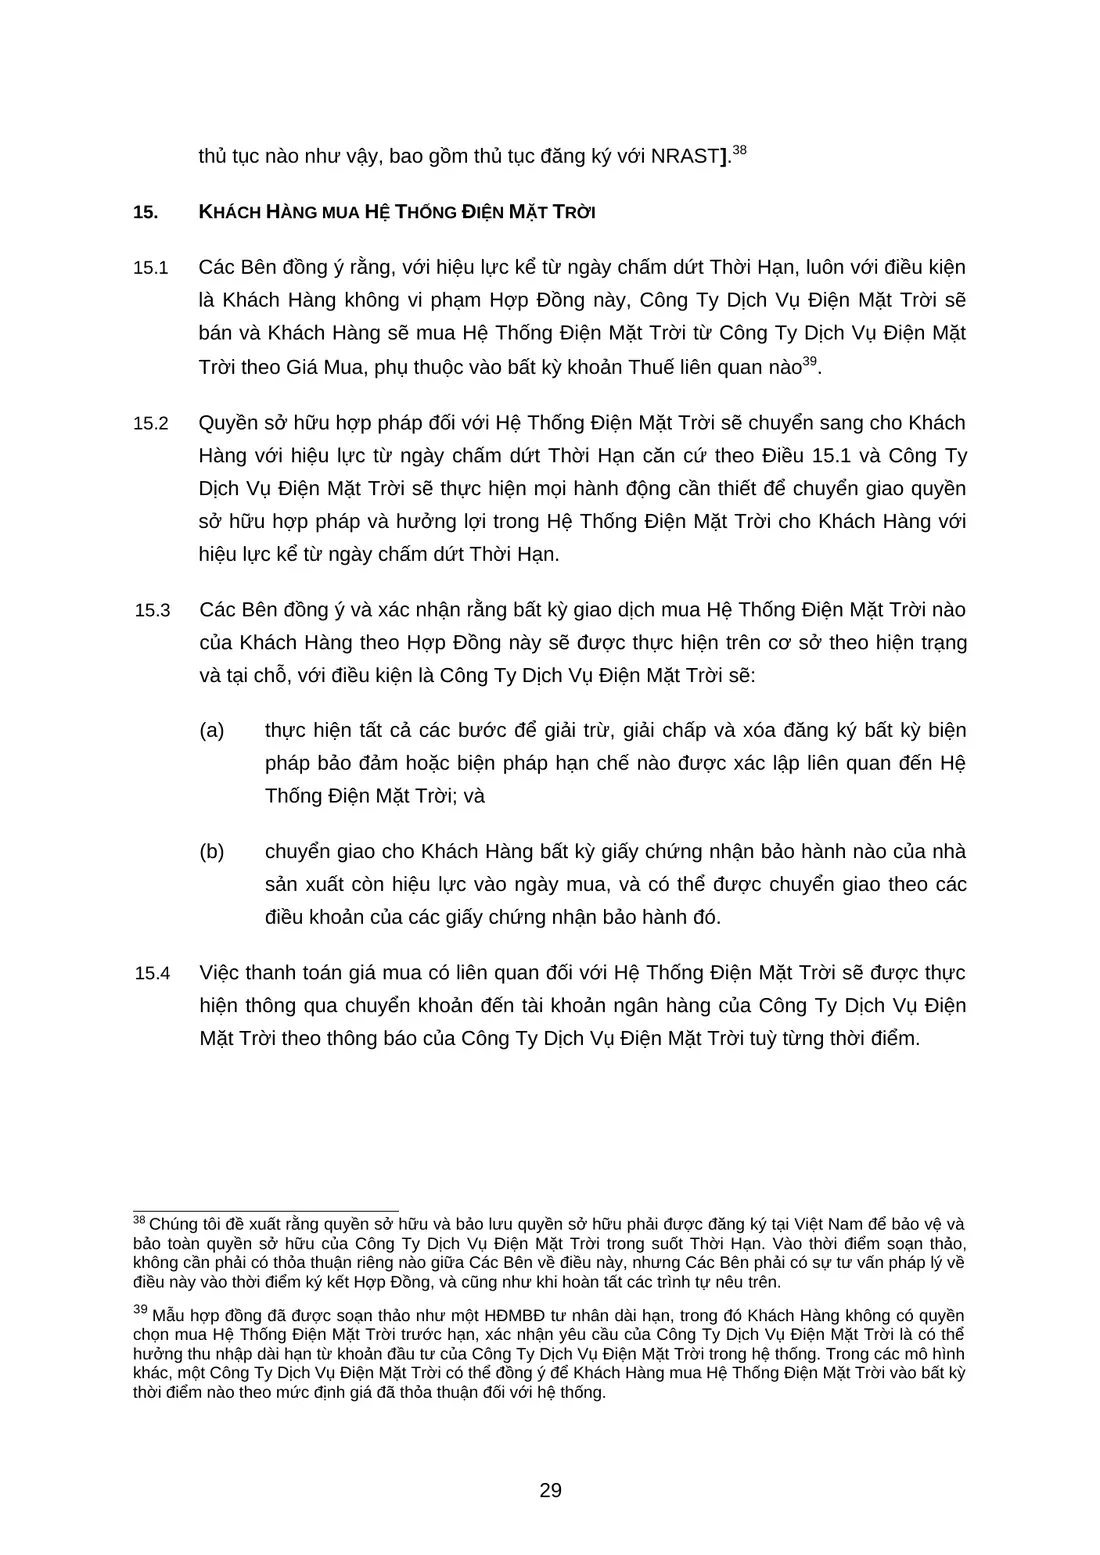 thủ tục nào như vậy, bao gồm thủ tục đăng ký với NRAST].38
15. KHÁCH HÀNG MUA HỆ THỐNG ĐIỆN MẶT TRỜI
15.1 Các Bên đồng ý rằng, với hiệu lực kể từ ngày chấm dứt Thời Hạn, luôn với điều kiện
là Khách Hàng không vi phạm Hợp Đồng này, Công Ty Dịch Vụ Điện Mặt Trời sẽ
bán và Khách Hàng sẽ mua Hệ Thống Điện Mặt Trời từ Công Ty Dịch Vụ Điện Mặt
Trời theo Giá Mua, phụ thuộc vào bất kỳ khoản Thuế liên quan nào39.
15.2 Quyền sở hữu hợp pháp đối với Hệ Thống Điện Mặt Trời sẽ chuyển sang cho Khách
Hàng với hiệu lực từ ngày chấm dứt Thời Hạn căn cứ theo Điều 15.1 và Công Ty
Dịch Vụ Điện Mặt Trời sẽ thực hiện mọi hành động cần thiết để chuyển giao quyền
sở hữu hợp pháp và hưởng lợi trong Hệ Thống Điện Mặt Trời cho Khách Hàng với
hiệu lực kể từ ngày chấm dứt Thời Hạn.
15.3 Các Bên đồng ý và xác nhận rằng bất kỳ giao dịch mua Hệ Thống Điện Mặt Trời nào
của Khách Hàng theo Hợp Đồng này sẽ được thực hiện trên cơ sở theo hiện trạng
và tại chỗ, với điều kiện là Công Ty Dịch Vụ Điện Mặt Trời sẽ:
(a) thực hiện tất cả các bước để giải trừ, giải chấp và xóa đăng ký bất kỳ biện
pháp bảo đảm hoặc biện pháp hạn chế nào được xác lập liên quan đến Hệ
Thống Điện Mặt Trời; và
(b) chuyển giao cho Khách Hàng bất kỳ giấy chứng nhận bảo hành nào của nhà
sản xuất còn hiệu lực vào ngày mua, và có thể được chuyển giao theo các
điều khoản của các giấy chứng nhận bảo hành đó.
15.4 Việc thanh toán giá mua có liên quan đối với Hệ Thống Điện Mặt Trời sẽ được thực
hiện thông qua chuyển khoản đến tài khoản ngân hàng của Công Ty Dịch Vụ Điện
Mặt Trời theo thông báo của Công Ty Dịch Vụ Điện Mặt Trời tuỳ từng thời điểm.
38 Chúng tôi đề xuất rằng quyền sở hữu và bảo lưu quyền sở hữu phải được đăng ký tại Việt Nam để bảo vệ và
bảo toàn quyền sở hữu của Công Ty Dịch Vụ Điện Mặt Trời trong suốt Thời Hạn. Vào thời điểm soạn thảo,
không cần phải có thỏa thuận riêng nào giữa Các Bên về điều này, nhưng Các Bên phải có sự tư vấn pháp lý về
điều này vào thời điểm ký kết Hợp Đồng, và cũng như khi hoàn tất các trình tự nêu trên.
39 Mẫu hợp đồng đã được soạn thảo như một HĐMBĐ tư nhân dài hạn, trong đó Khách Hàng không có quyền
chọn mua Hệ Thống Điện Mặt Trời trước hạn, xác nhận yêu cầu của Công Ty Dịch Vụ Điện Mặt Trời là có thể
hưởng thu nhập dài hạn từ khoản đầu tư của Công Ty Dịch Vụ Điện Mặt Trời trong hệ thống. Trong các mô hình
khác, một Công Ty Dịch Vụ Điện Mặt Trời có thể đồng ý để Khách Hàng mua Hệ Thống Điện Mặt Trời vào bất kỳ
thời điểm nào theo mức định giá đã thỏa thuận đối với hệ thống.
29